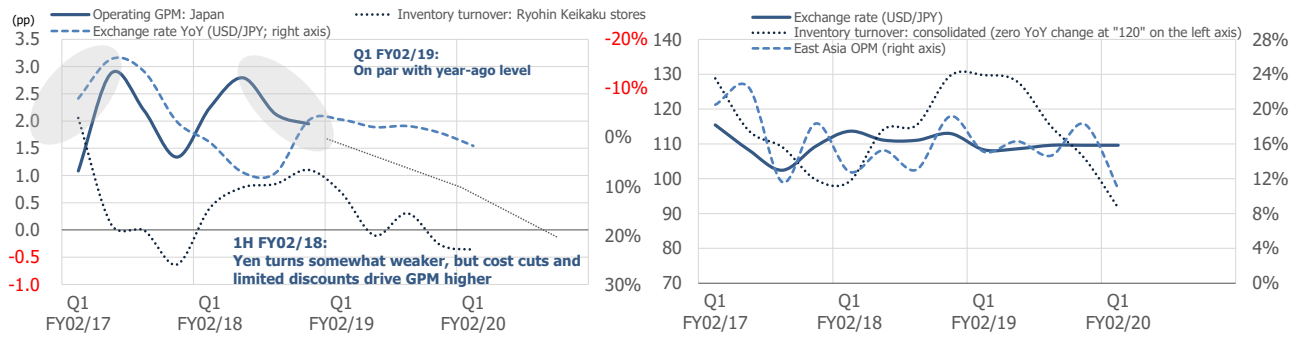 (pp)
Operating GPM: Japan
Inventory turnover: Ryohin Keikaku stores
Exchange rate YoY (USD/JPY; right axis)
3.5
3.0
2.5
2.0
1.5
1.0
0.5
0.0
-0.5
-1.0
-20%
-10%
0%
10%
20%
30%
Q1 FY02/19:
On par with year-ago level
1H FY02/18:
Yen turns somewhat weaker, but cost cuts and
limited discounts drive GPM higher
Q1 Q1 Q1 Q1
FY02/17 FY02/18 FY02/19 FY02/20
Exchange rate (USD/JPY)
Inventory turnover: consolidated (zero YoY change at "120" on the left axis)
East Asia OPM (right axis)
140
130
120
110
100
90
80
70
28%
24%
20%
16%
12%
8%
4%
0%
Q1 Q1 Q1 Q1
FY02/17 FY02/18 FY02/19 FY02/20